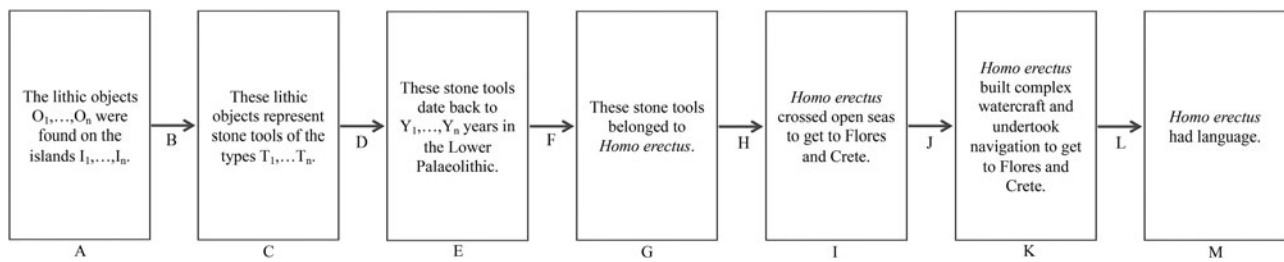 The lithic objects
O₁,…,Oₙ were
found on the
islands I₁,…,Iₙ.
A
B
These lithic
objects represent
stone tools of the
types T₁,…Tₙ.
C
D
These stone tools
date back to
Y₁,…,Yₙ years in
the Lower
Palaeolithic.
E
F
These stone tools
belonged to
Homo erectus.
G
H
Homo erectus
crossed open seas
to get to Flores
and Crete.
I
J
Homo erectus
built complex
watercraft and
undertook
navigation to get
to Flores and
Crete.
K
L
Homo erectus
had language.
M